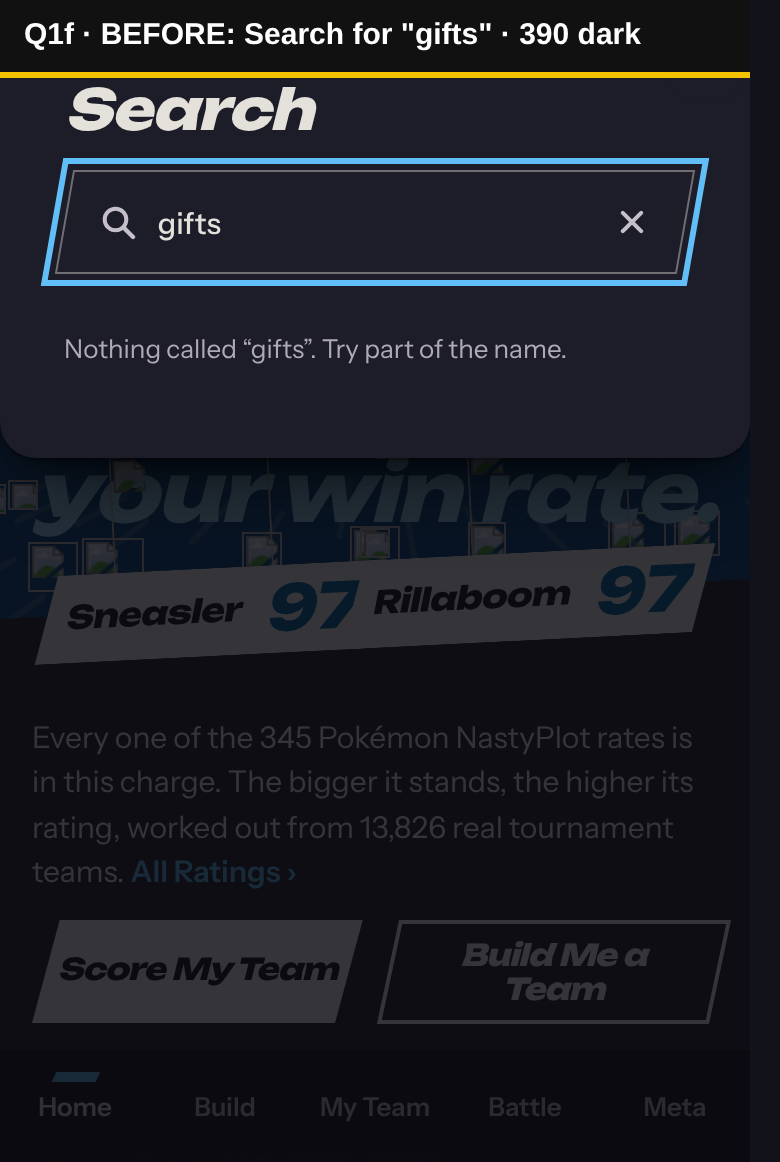 Q1f · BEFORE: Search for "gifts" · 390 dark
Search
gifts
Nothing called “gifts”. Try part of the name.
your win rate.
Sneasler 97 Rillaboom 97
Every one of the 345 Pokémon NastyPlot rates is
in this charge. The bigger it stands, the higher its
rating, worked out from 13,826 real tournament
teams. All Ratings ›
Score My Team
Build Me a
Team
Home Build My Team Battle Meta